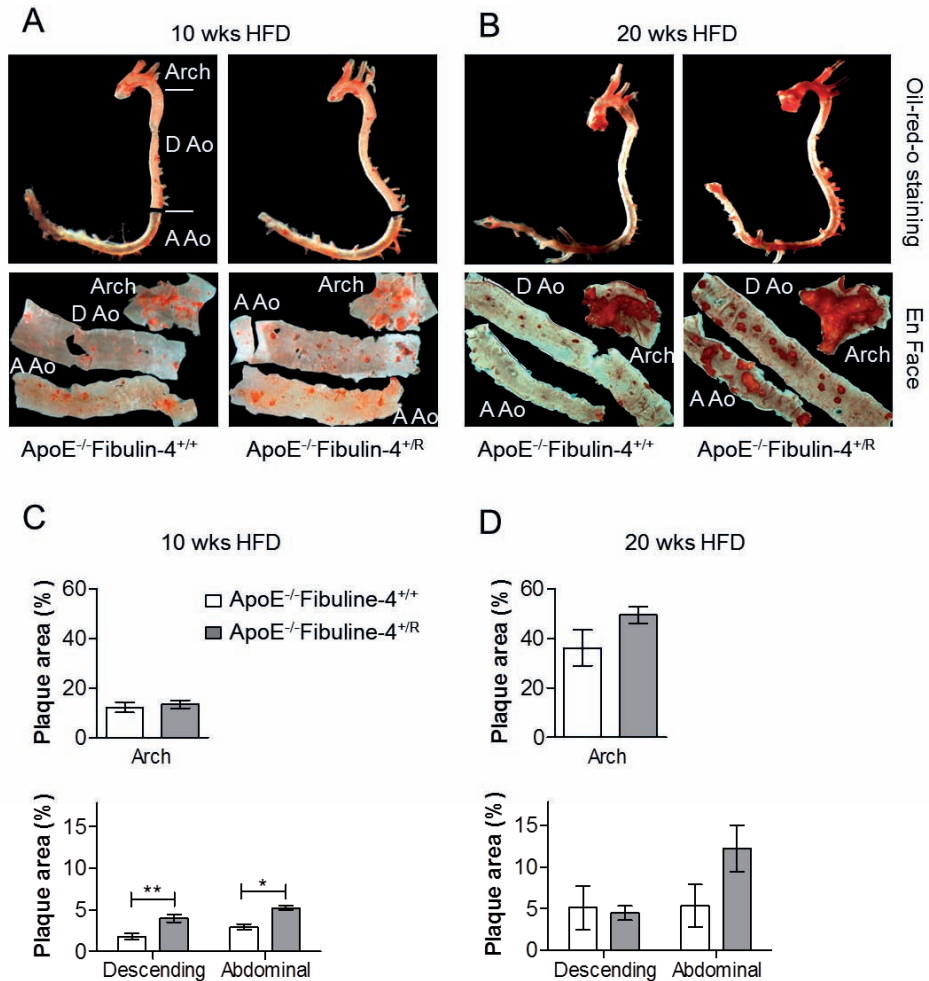 A
10 wks HFD
B
20 wks HFD
Arch
D Ao
A Ao
Oil-red-o staining
Arch
D Ao
A Ao
Arch
A Ao
A Ao
D Ao
Arch
A Ao
D Ao
Arch
A Ao
En Face
ApoE⁻/⁻Fibulin-4⁺/⁺
ApoE⁻/⁻Fibulin-4⁺/ᴿ
ApoE⁻/⁻Fibulin-4⁺/⁺
ApoE⁻/⁻Fibulin-4⁺/ᴿ
C
10 wks HFD
Plaque area (%)
60
40
20
0
ApoE⁻/⁻Fibuline-4⁺/⁺
ApoE⁻/⁻Fibuline-4⁺/ᴿ
Arch
Plaque area (%)
15
10
5
0
**
*
Descending
Abdominal
D
20 wks HFD
Plaque area (%)
60
40
20
0
Arch
Plaque area (%)
15
10
5
0
Descending
Abdominal